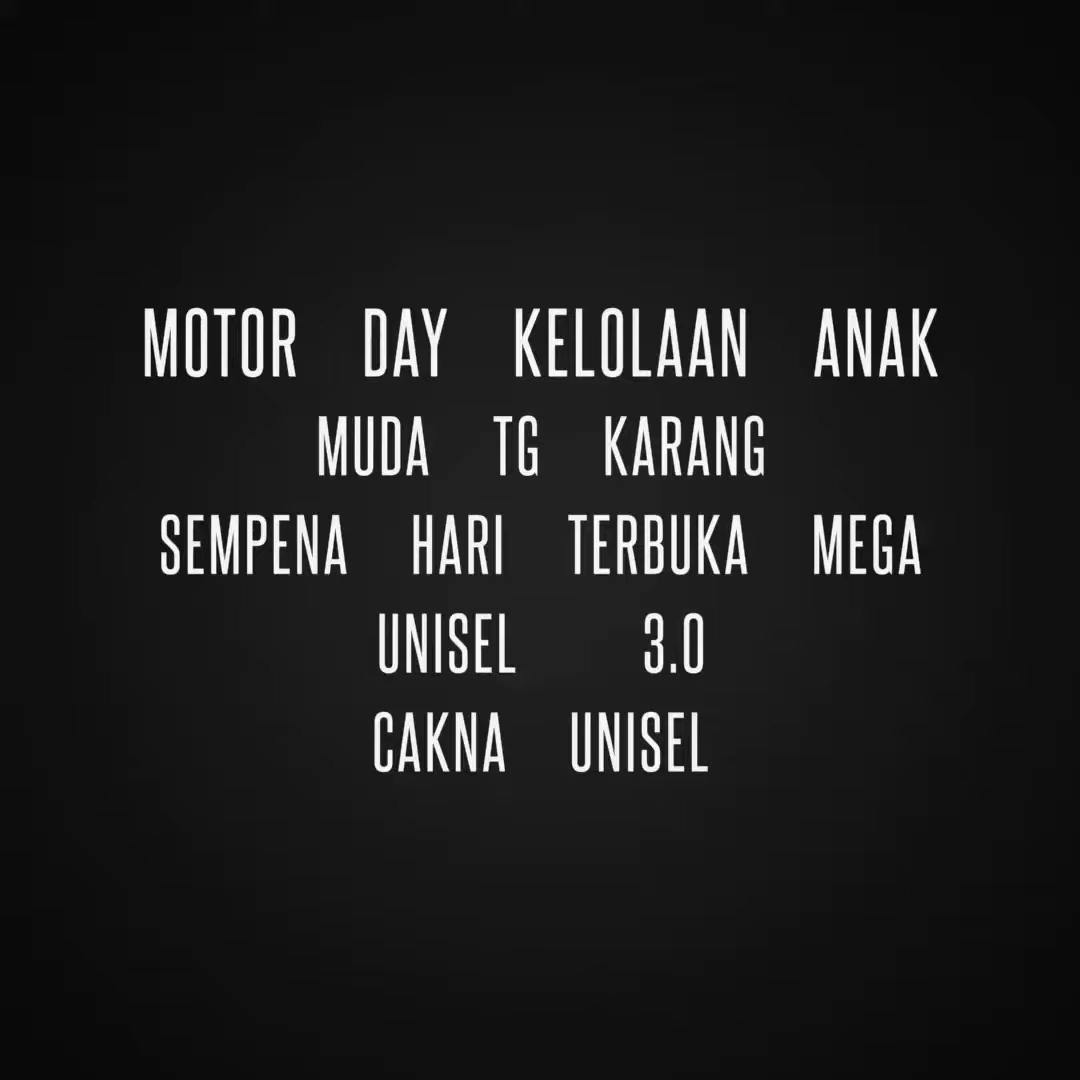 MOTOR DAY KELOLAAN ANAK
MUDA TG KARANG
SEMPENA HARI TERBUKA MEGA
UNISEL 3.0
CAKNA UNISEL